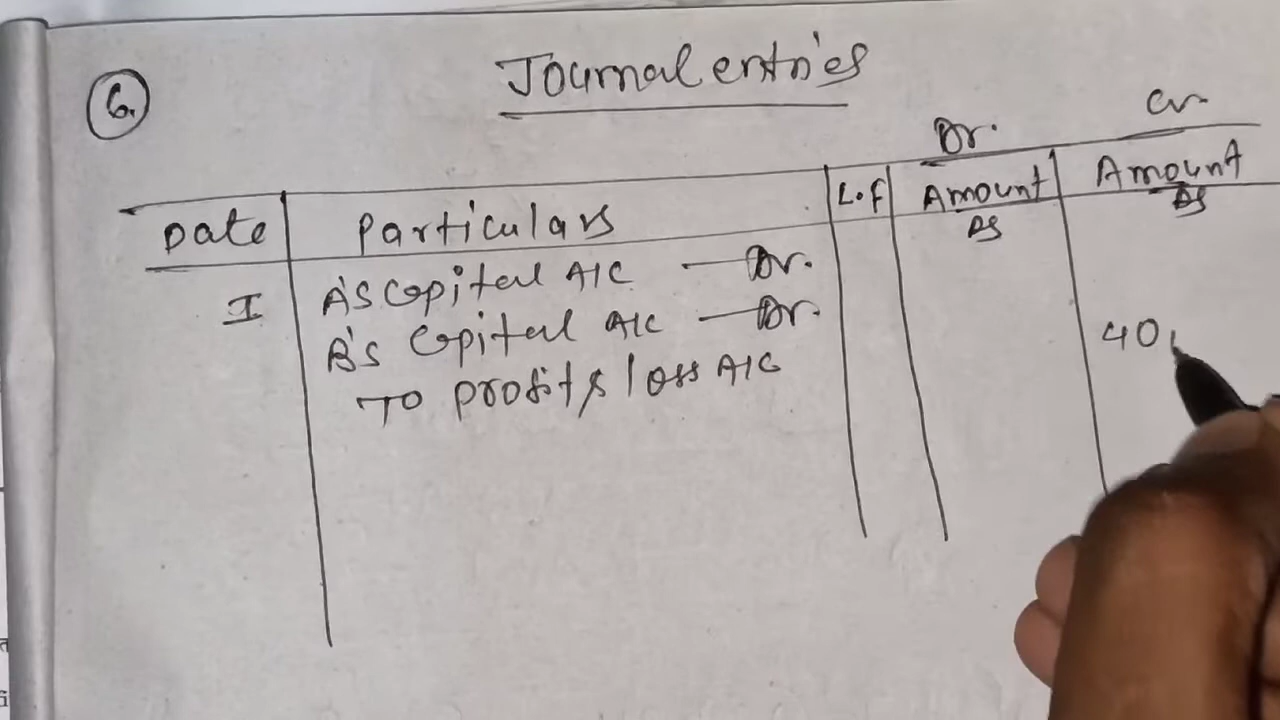 6.
Journal entries
Dr.
Cr
Date Particulars L.F Amount Rs Amount Rs
I A's Capital A/C — Dr.
B's Capital A/C — Dr.
To profit & loss A/C
40,